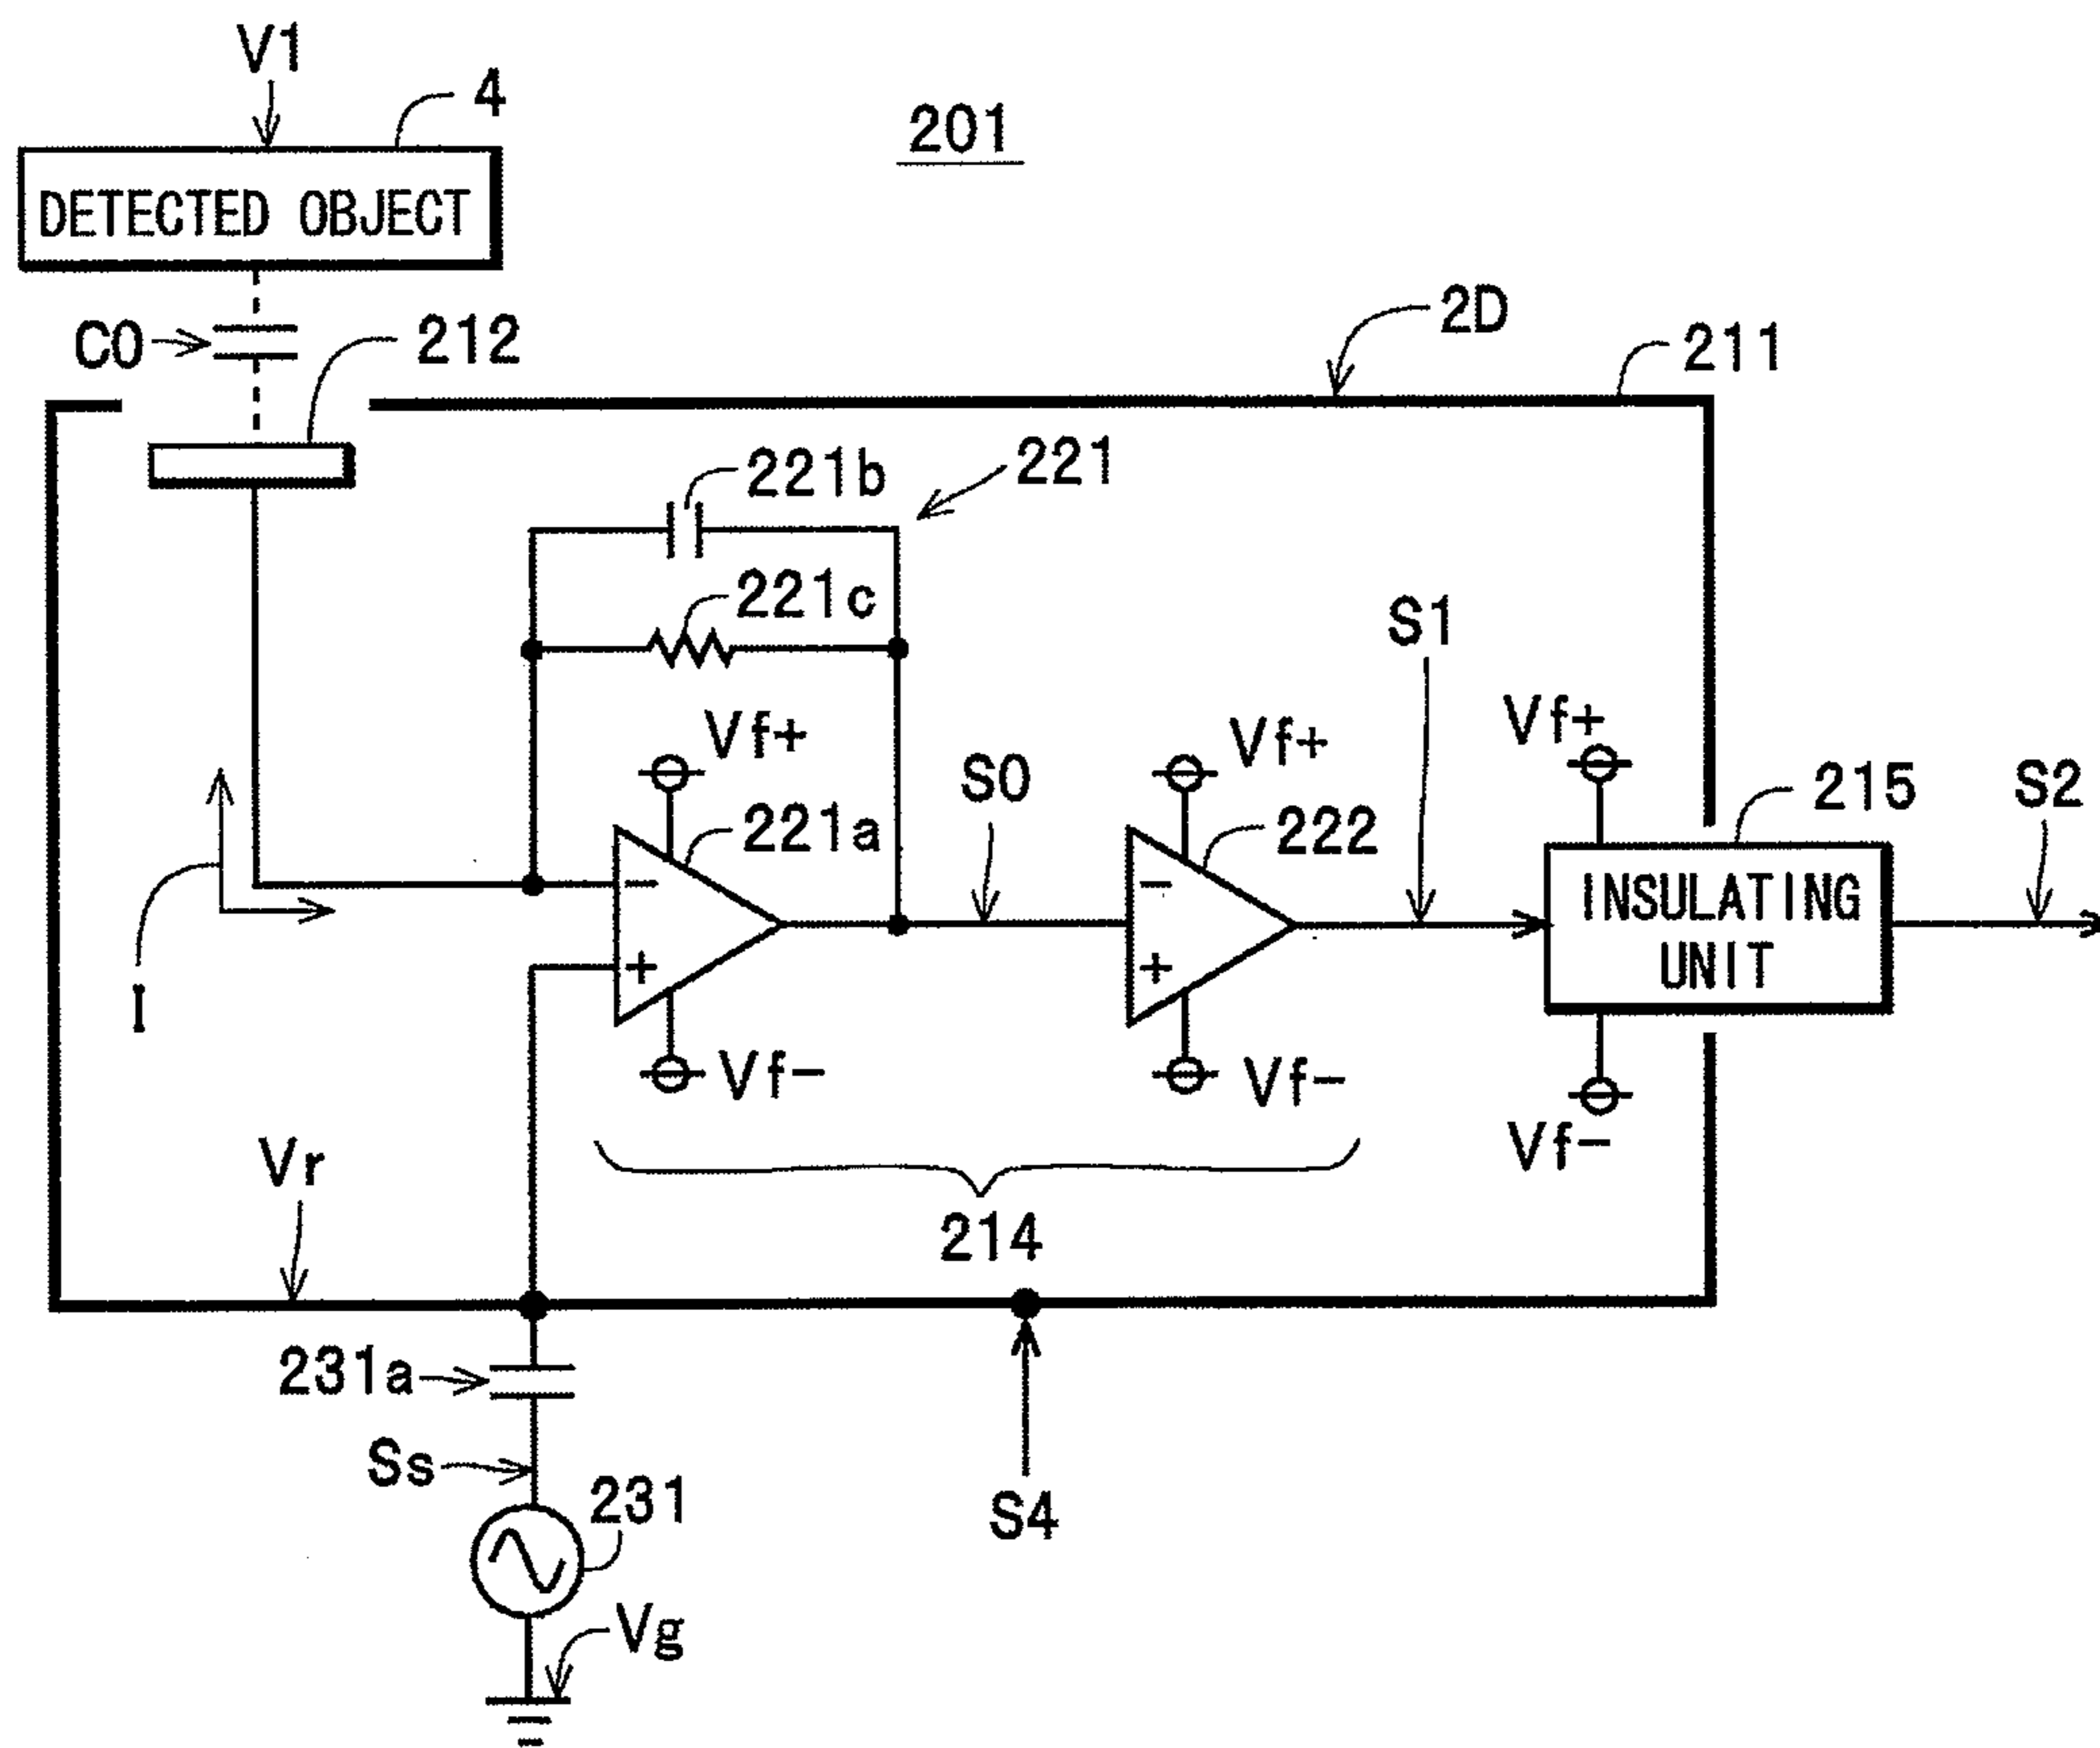 V1
4
201
DETECTED OBJECT
C0
212
2D
211
221b
221
221c
S1
Vf+
Vf+
Vf+
S0
215
S2
221a
222
−
−
INSULATING
UNIT
+
+
I
Vf−
Vf−
Vf−
Vr
214
231a
Ss
231
S4
Vg